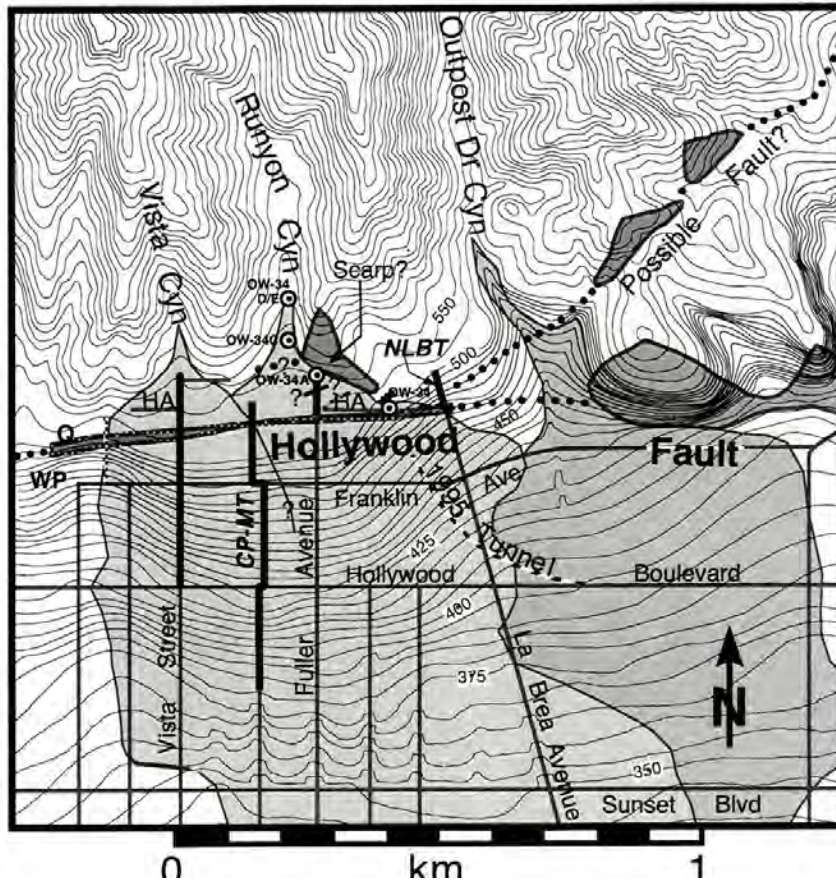 Outpost Dr Cyn
Runyon Cyn
Vista Cyn
Possible Fault?
Scarp?
OW-34
D/E
OW-34C
OW-34A
OW-34
NLBT
550
500
450
?
?
?
HA
HA
Q
WP
Hollywood Fault
Franklin Ave
1995 Tunnel
CP-MT
?
425
Hollywood Boulevard
400
Vista Street
Fuller Avenue
La Brea Avenue
375
350
N
Sunset Blvd
0 km 1